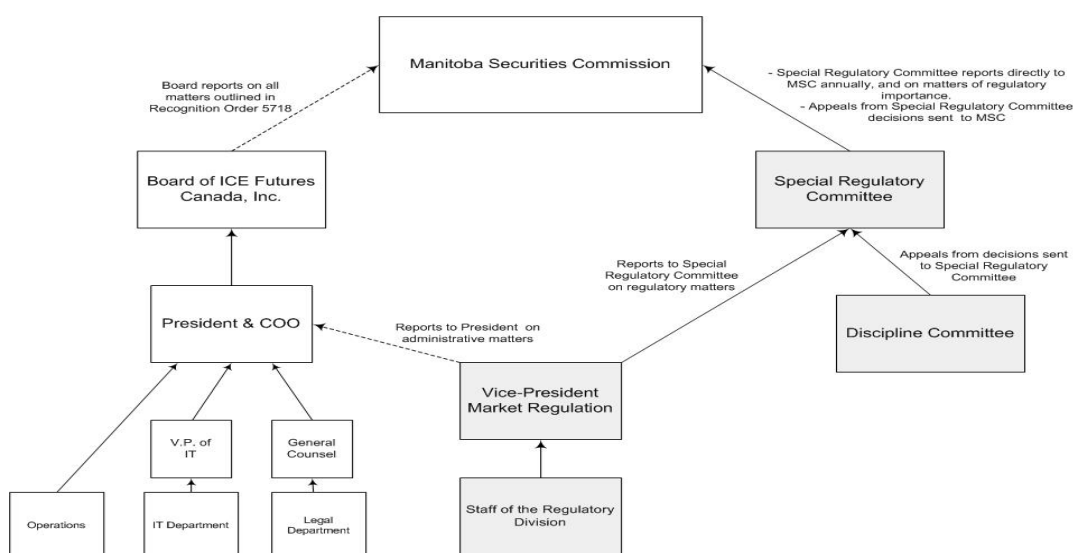 Manitoba Securities Commission
Board reports on all
matters outlined in
Recognition Order 5718
- Special Regulatory Committee reports directly to
MSC annually, and on matters of regulatory
importance.
- Appeals from Special Regulatory Committee
decisions sent to MSC
Board of ICE Futures
Canada, Inc.
Special Regulatory
Committee
Reports to Special
Regulatory Committee
on regulatory matters
Appeals from decisions sent
to Special Regulatory
Committee
President & COO
Reports to President on
administrative matters
Discipline Committee
Vice-President
Market Regulation
V.P. of
IT
General
Counsel
Operations
IT Department
Legal
Department
Staff of the Regulatory
Division